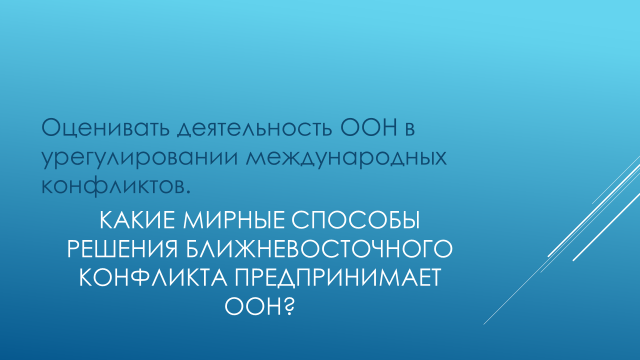 Оценивать деятельность ООН в
урегулировании международных
конфликтов.
КАКИЕ МИРНЫЕ СПОСОБЫ
РЕШЕНИЯ БЛИЖНЕВОСТОЧНОГО
КОНФЛИКТА ПРЕДПРИНИМАЕТ
ООН?